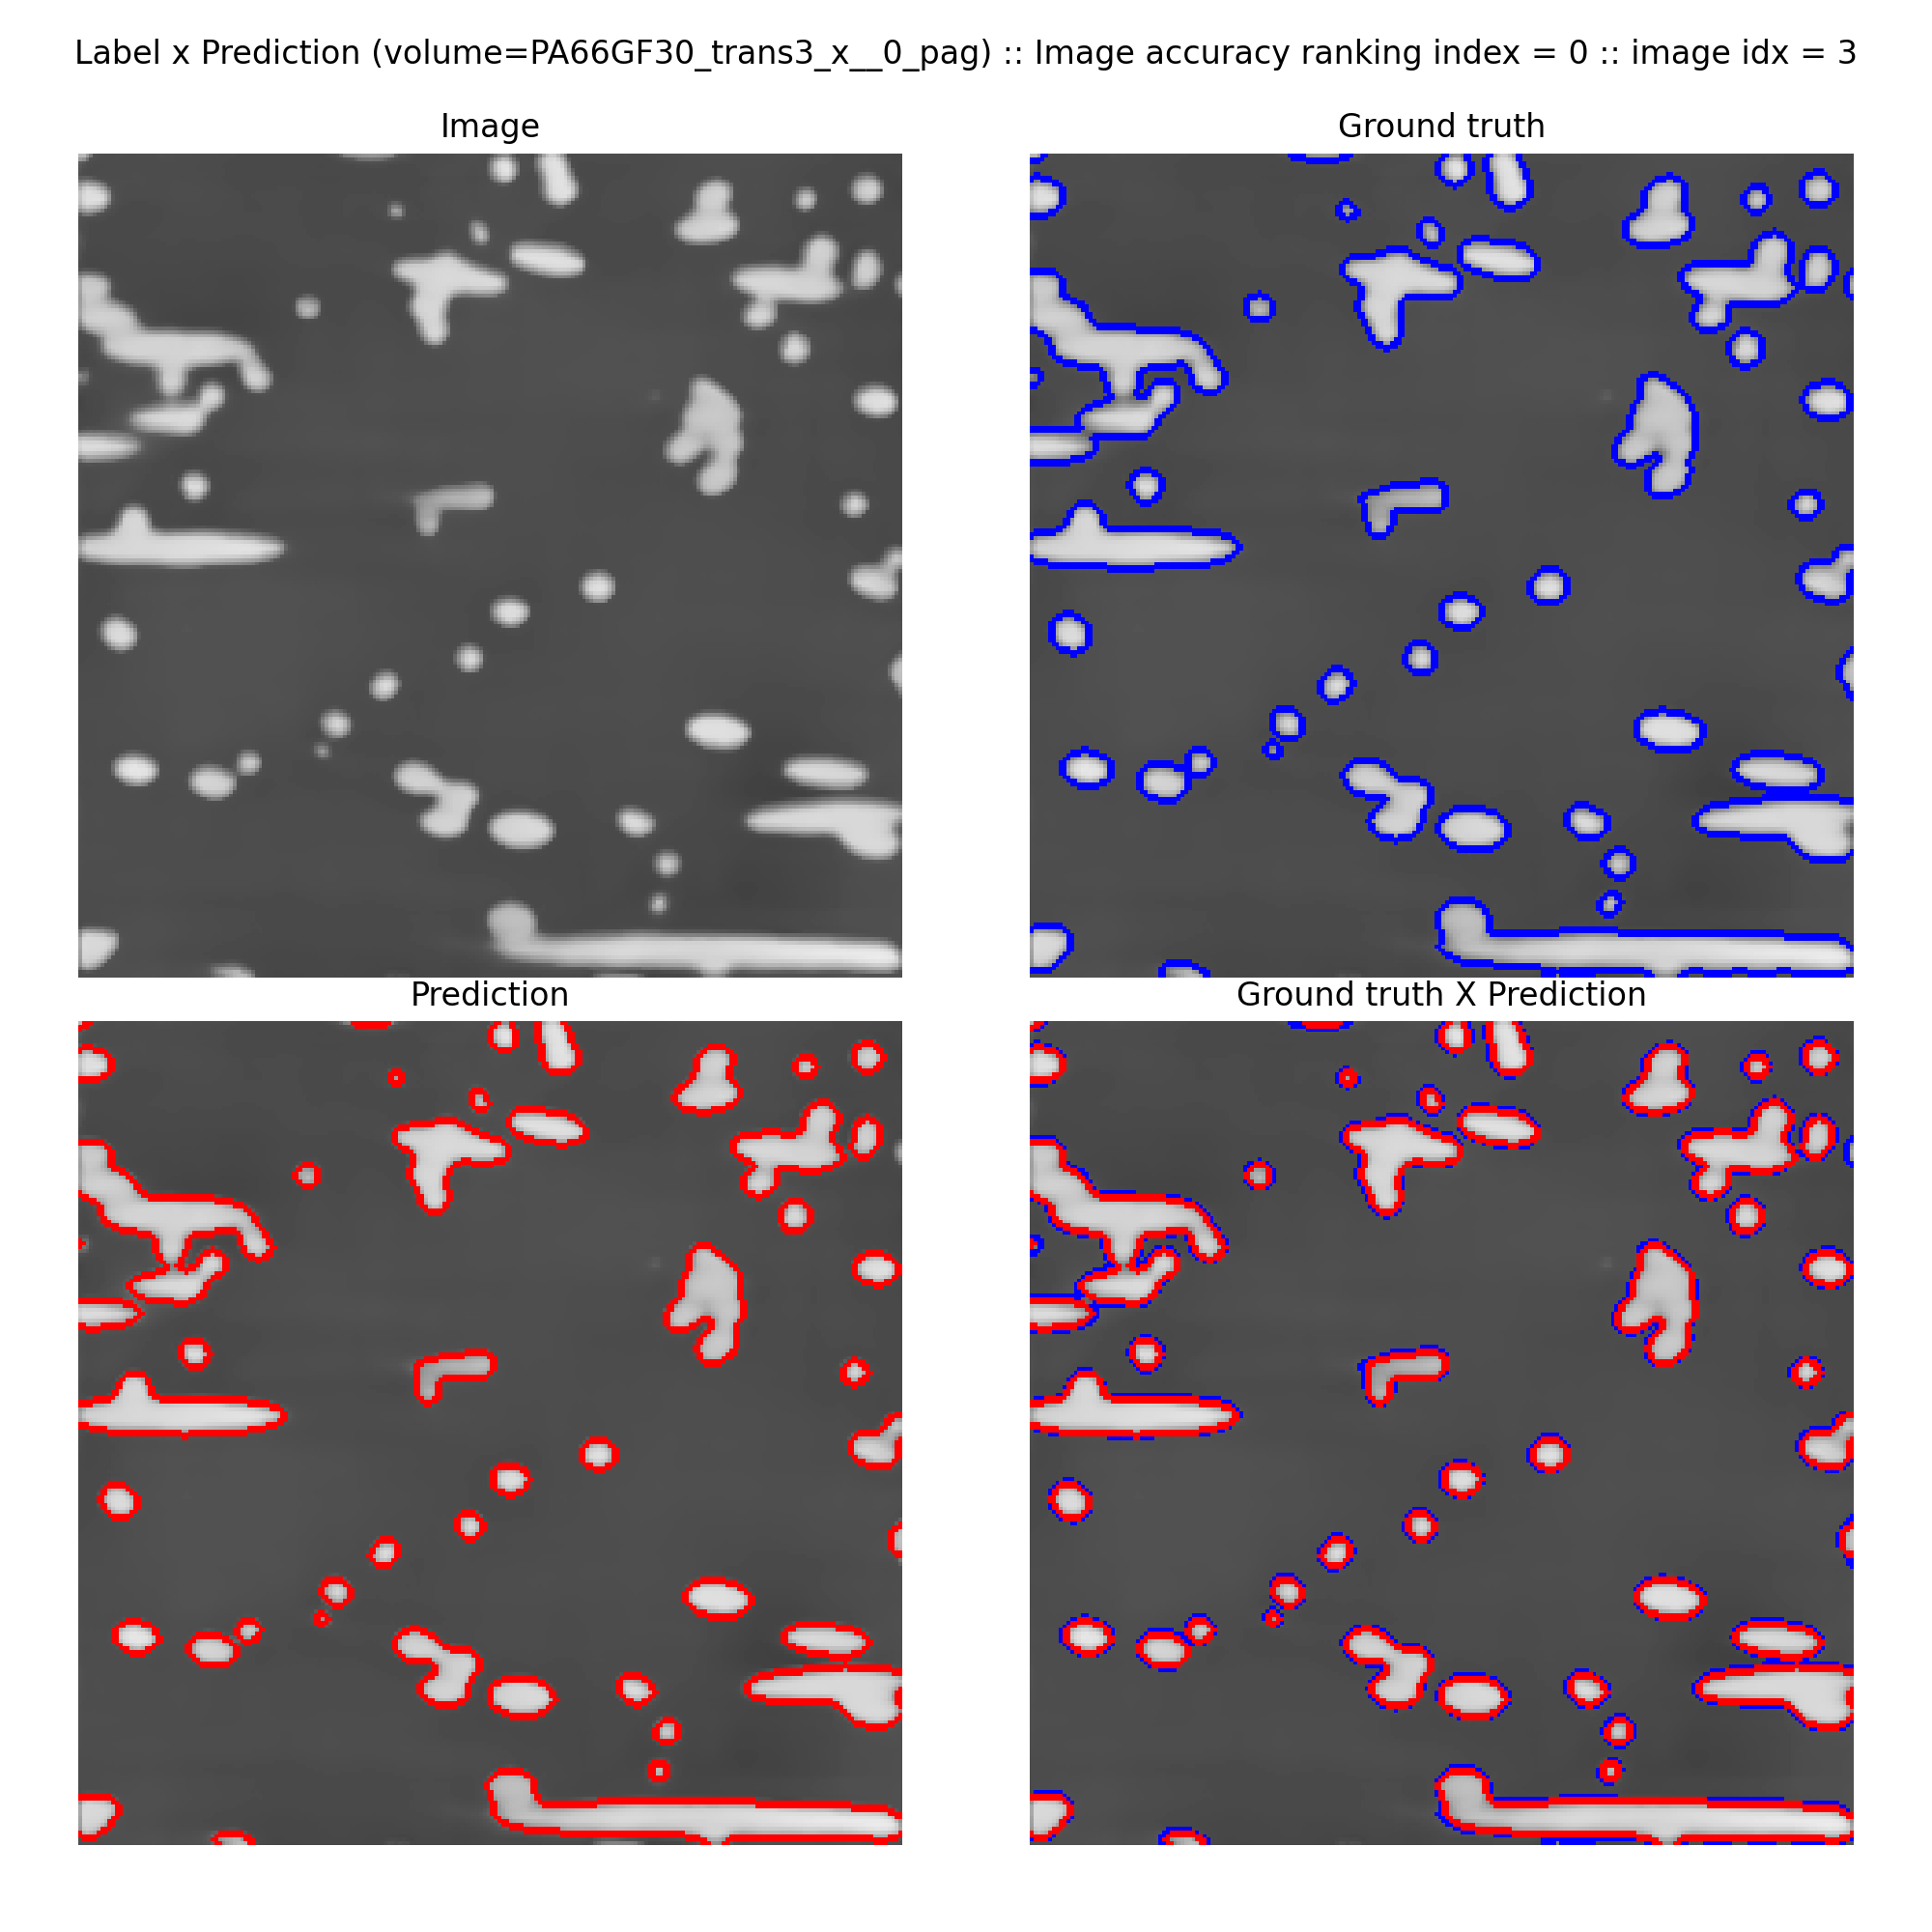 Label x Prediction (volume=PA66GF30_trans3_x__0_pag) :: Image accuracy ranking index = 0 :: image idx = 3
Image
Ground truth
Prediction
Ground truth X Prediction